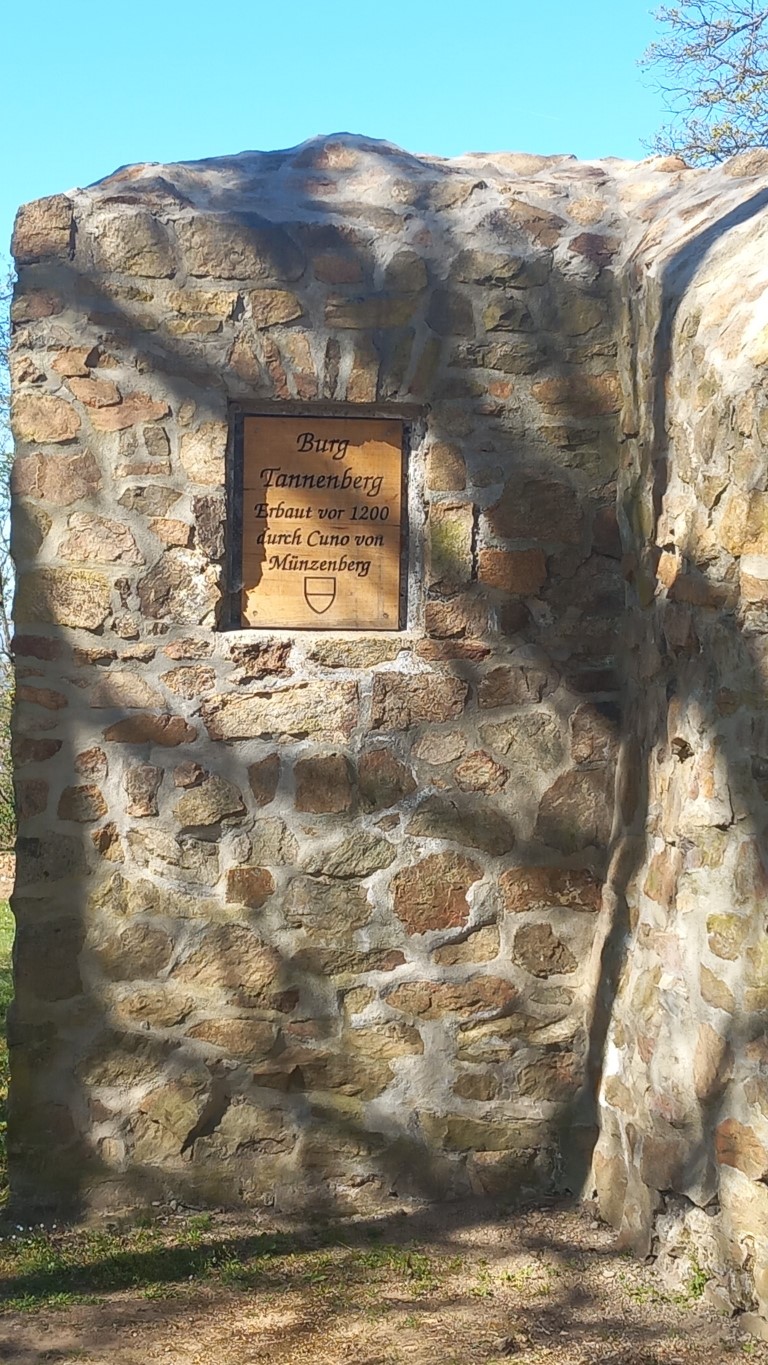 Burg
Tannenberg
Erbaut vor 1200
durch Cuno von
Münzenberg